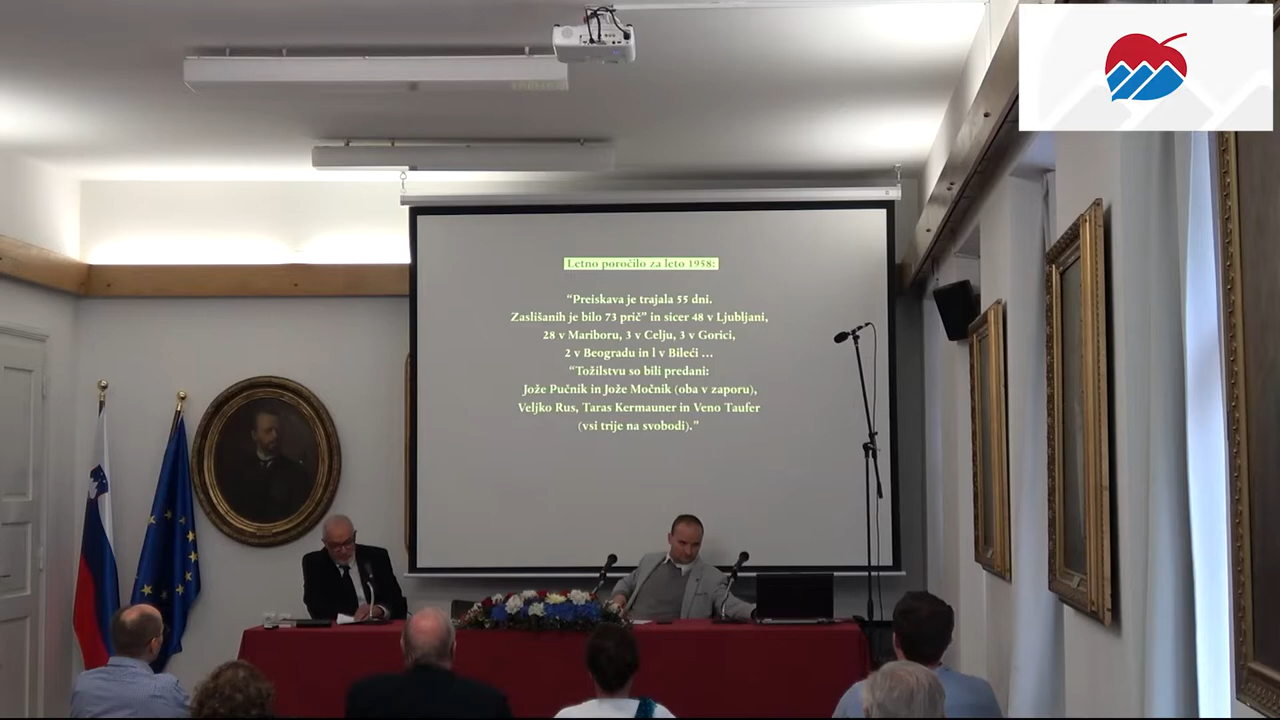 Letno poročilo za leto 1958:
“Preiskava je trajala 55 dni.
Zaslišanih je bilo 73 prič” in sicer 48 v Ljubljani,
28 v Mariboru, 3 v Celju, 3 v Gorici,
2 v Beogradu in l v Bileći ...
“Tožilstvu so bili predani:
Jože Pučnik in Jože Močnik (oba v zaporu),
Veljko Rus, Taras Kermauner in Veno Taufer
(vsi trije na svobodi).”